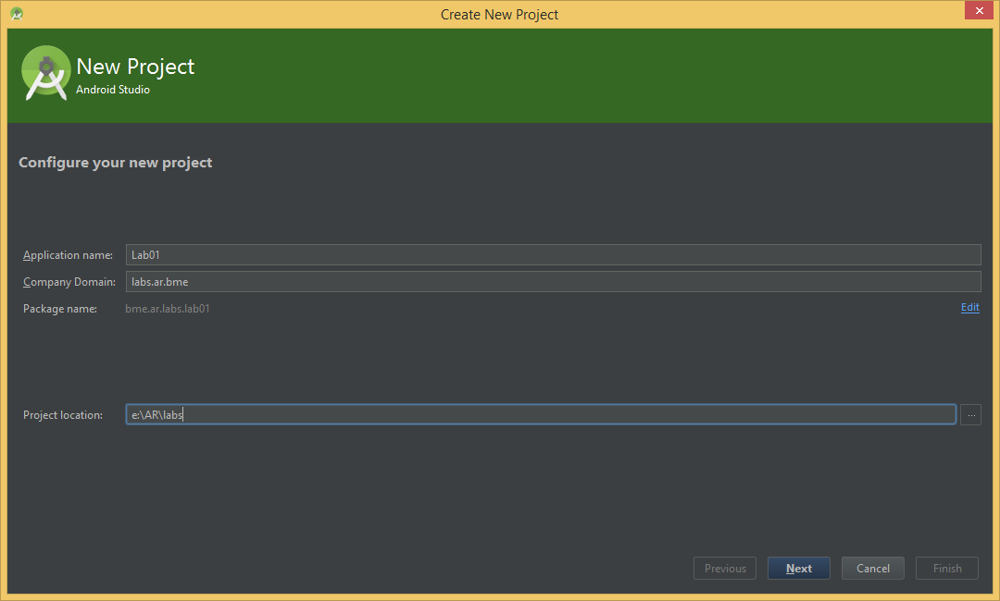 Create New Project
New Project
Android Studio
Configure your new project
Application name: Lab01
Company Domain: labs.ar.bme
Package name: bme.ar.labs.lab01 Edit
Project location: e:\AR\labs ...
Previous Next Cancel Finish